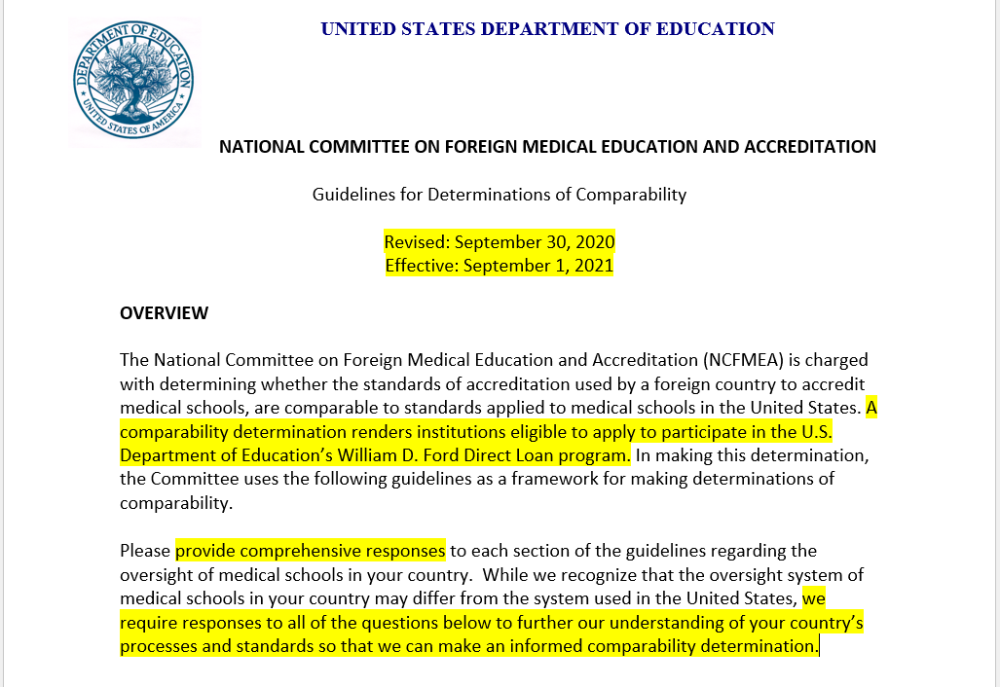 UNITED STATES DEPARTMENT OF EDUCATION
DEPARTMENT OF EDUCATION
UNITED STATES OF AMERICA
NATIONAL COMMITTEE ON FOREIGN MEDICAL EDUCATION AND ACCREDITATION
Guidelines for Determinations of Comparability
Revised: September 30, 2020
Effective: September 1, 2021
OVERVIEW
The National Committee on Foreign Medical Education and Accreditation (NCFMEA) is charged
with determining whether the standards of accreditation used by a foreign country to accredit
medical schools, are comparable to standards applied to medical schools in the United States. A
comparability determination renders institutions eligible to apply to participate in the U.S.
Department of Education’s William D. Ford Direct Loan program. In making this determination,
the Committee uses the following guidelines as a framework for making determinations of
comparability.
Please provide comprehensive responses to each section of the guidelines regarding the
oversight of medical schools in your country.  While we recognize that the oversight system of
medical schools in your country may differ from the system used in the United States, we
require responses to all of the questions below to further our understanding of your country’s
processes and standards so that we can make an informed comparability determination.